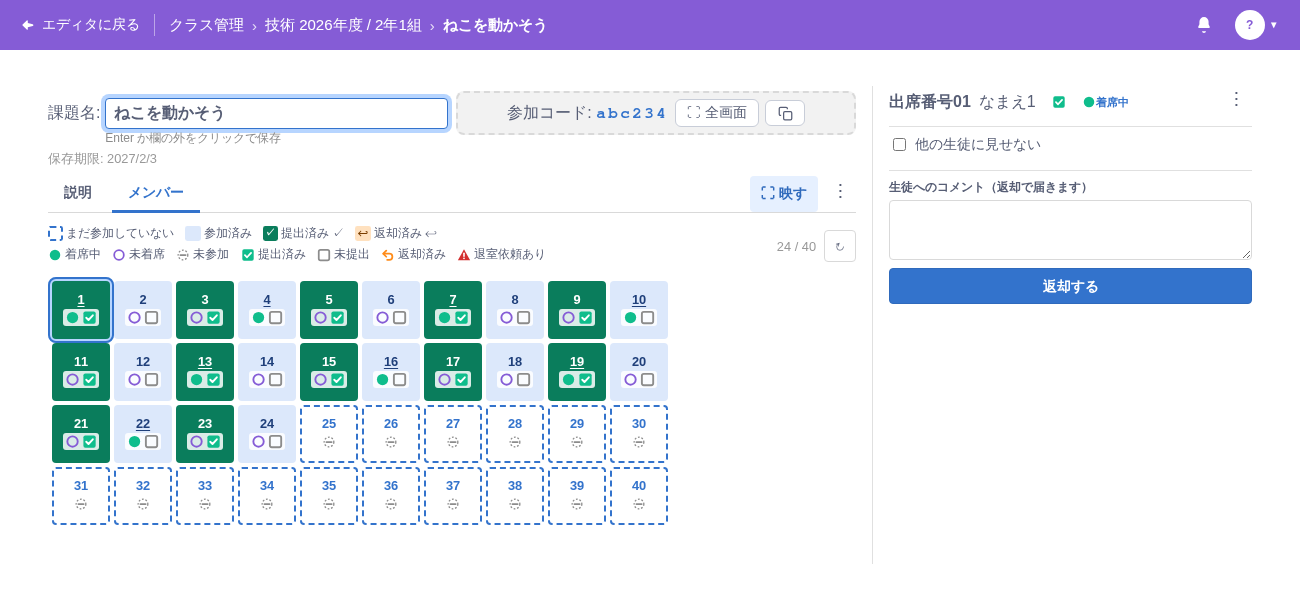 エディタに戻る クラス管理 › 技術 2026年度 / 2年1組 › ねこを動かそう ?
課題名: ねこを動かそう
Enter か欄の外をクリックで保存
参加コード: abc234 全画面
保存期限: 2027/2/3
説明 メンバー 映す
まだ参加していない 参加済み 提出済み ✓ 返却済み ↩
着席中 未着席 未参加 提出済み 未提出 返却済み 退室依頼あり
24 / 40
1 2 3 4 5 6 7 8 9 10
11 12 13 14 15 16 17 18 19 20
21 22 23 24 25 26 27 28 29 30
31 32 33 34 35 36 37 38 39 40
出席番号01 なまえ1 着席中
他の生徒に見せない
生徒へのコメント（返却で届きます）
返却する